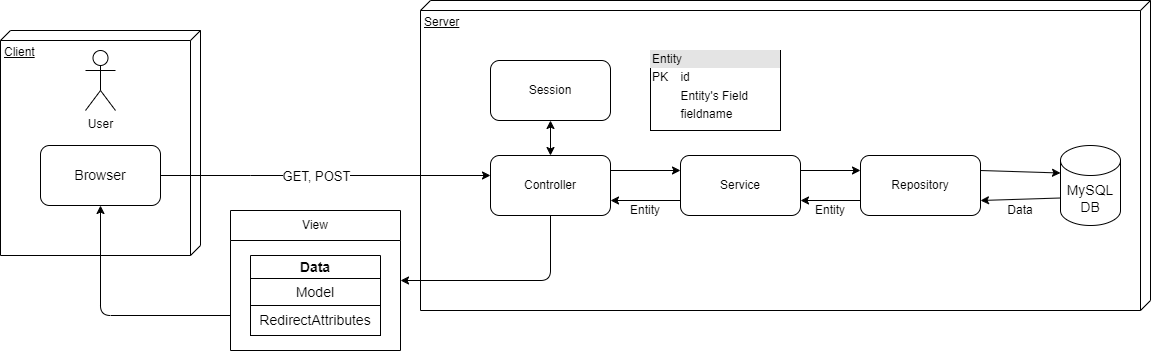 Server
Client
Entity
PK id
Entity's Field
fieldname
Session
User
Browser
GET, POST
Controller
Service
Repository
MySQL
DB
Entity
Entity
Data
View
Data
Model
RedirectAttributes